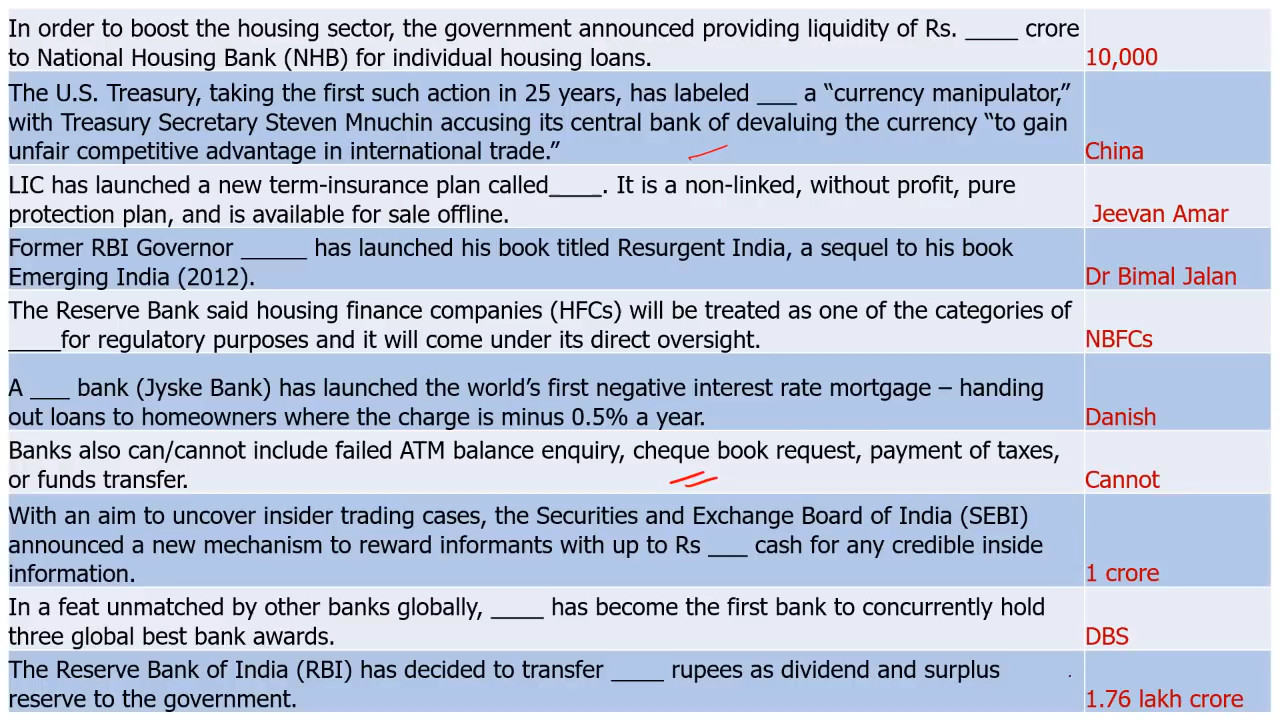 In order to boost the housing sector, the government announced providing liquidity of Rs. ____ crore
to National Housing Bank (NHB) for individual housing loans.
10,000
The U.S. Treasury, taking the first such action in 25 years, has labeled ___ a “currency manipulator,”
with Treasury Secretary Steven Mnuchin accusing its central bank of devaluing the currency “to gain
unfair competitive advantage in international trade.”
China
LIC has launched a new term-insurance plan called____. It is a non-linked, without profit, pure
protection plan, and is available for sale offline.
Jeevan Amar
Former RBI Governor _____ has launched his book titled Resurgent India, a sequel to his book
Emerging India (2012).
Dr Bimal Jalan
The Reserve Bank said housing finance companies (HFCs) will be treated as one of the categories of
____for regulatory purposes and it will come under its direct oversight.
NBFCs
A ___ bank (Jyske Bank) has launched the world’s first negative interest rate mortgage – handing
out loans to homeowners where the charge is minus 0.5% a year.
Danish
Banks also can/cannot include failed ATM balance enquiry, cheque book request, payment of taxes,
or funds transfer.
Cannot
With an aim to uncover insider trading cases, the Securities and Exchange Board of India (SEBI)
announced a new mechanism to reward informants with up to Rs ___ cash for any credible inside
information.
1 crore
In a feat unmatched by other banks globally, ____ has become the first bank to concurrently hold
three global best bank awards.
DBS
The Reserve Bank of India (RBI) has decided to transfer ____ rupees as dividend and surplus
reserve to the government.
1.76 lakh crore